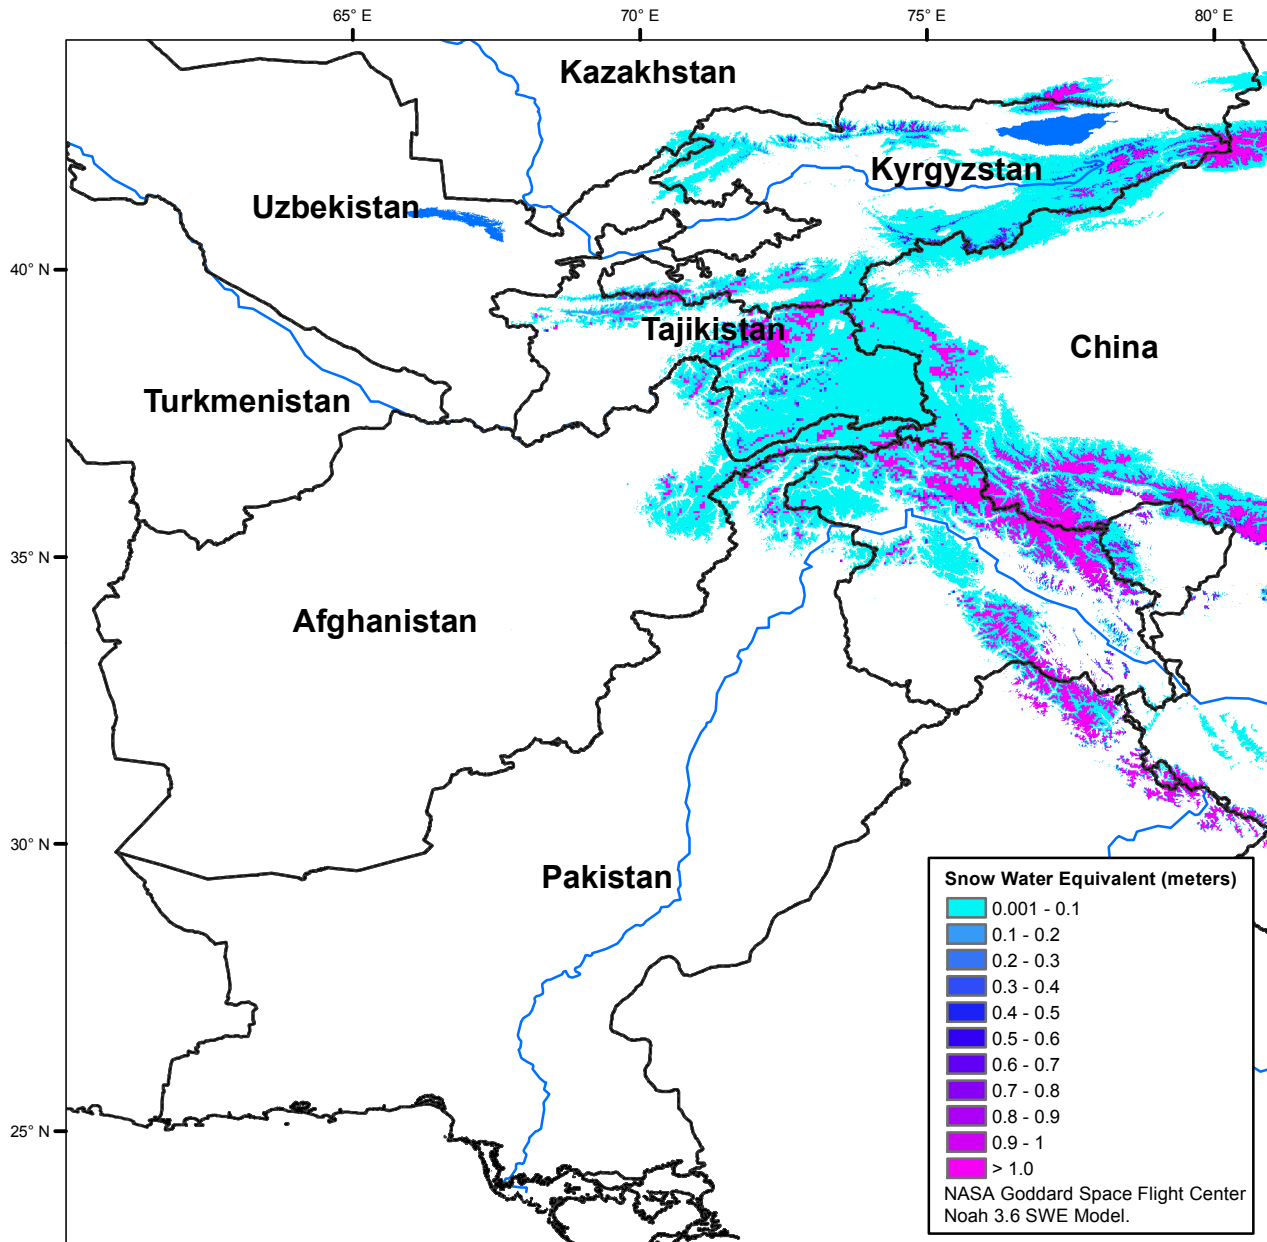 65° E
70° E
75° E
80° E
Kazakhstan
Kyrgyzstan
Uzbekistan
40° N
Tajikistan
China
Turkmenistan
35° N
Afghanistan
30° N
Pakistan
25° N
Snow Water Equivalent (meters)
0.001 - 0.1
0.1 - 0.2
0.2 - 0.3
0.3 - 0.4
0.4 - 0.5
0.5 - 0.6
0.6 - 0.7
0.7 - 0.8
0.8 - 0.9
0.9 - 1
> 1.0
NASA Goddard Space Flight Center
Noah 3.6 SWE Model.